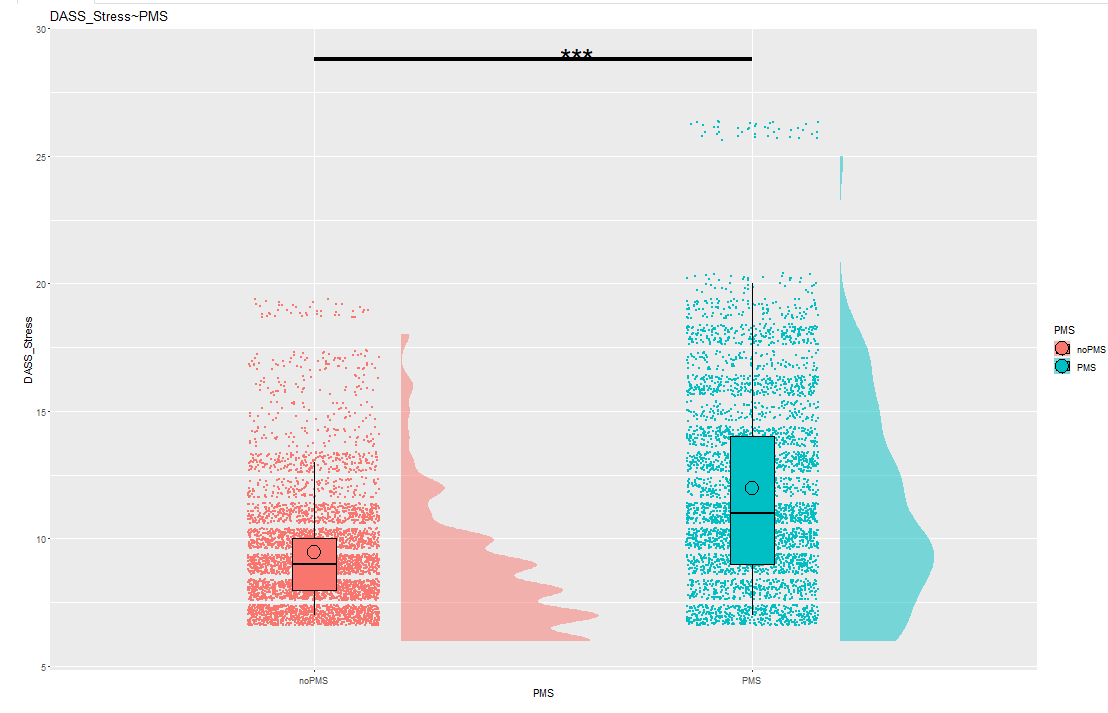 DASS_Stress~PMS
***
30
25
20
15
10
5
DASS_Stress
noPMS
PMS
PMS
PMS
noPMS
PMS